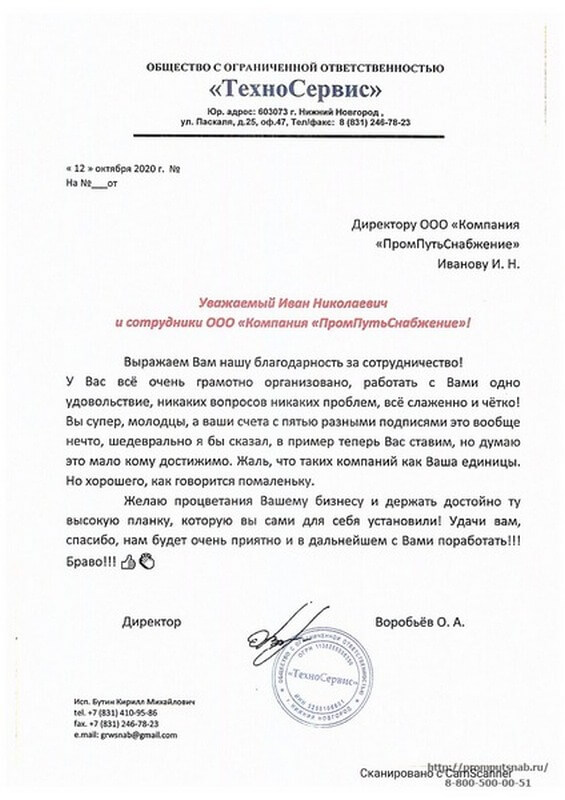 ОБЩЕСТВО С ОГРАНИЧЕННОЙ ОТВЕТСТВЕННОСТЬЮ
«ТехноСервис»
Юр. адрес: 603073 г. Нижний Новгород ,
ул. Паскаля, д.25, оф.47, Тел/факс: 8 (831) 246-78-23
« 12 » октября 2020 г. №
На №___от
Директору ООО «Компания
«ПромПутьСнабжение»
Иванову И. Н.
Уважаемый Иван Николаевич
и сотрудники ООО «Компания «ПромПутьСнабжение»!
Выражаем Вам нашу благодарность за сотрудничество!
У Вас всё очень грамотно организовано, работать с Вами одно
удовольствие, никаких вопросов никаких проблем, всё слаженно и чётко!
Вы супер, молодцы, а ваши счета с пятью разными подписями это вообще
нечто, шедеврально я бы сказал, в пример теперь Вас ставим, но думаю
это мало кому достижимо. Жаль, что таких компаний как Ваша единицы.
Но хорошего, как говорится помаленьку.
Желаю процветания Вашему бизнесу и держать достойно ту
высокую планку, которую вы сами для себя установили! Удачи вам,
спасибо, нам будет очень приятно и в дальнейшем с Вами поработать!!!
Браво!!! 👍👏
Директор
Воробьёв О. А.
ОБЩЕСТВО С ОГРАНИЧЕННОЙ ОТВЕТСТВЕННОСТЬЮ
ОГРН
«ТехноСервис»
ИНН
г. НИЖНИЙ НОВГОРОД
Исп. Бутин Кирилл Михайлович
tel. +7 (831) 410-95-86
fax. +7 (831) 246-78-23
e.mail: grwsnab@gmail.com
http://promputsnab.ru/
Сканировано с CamScanner
8-800-500-00-51